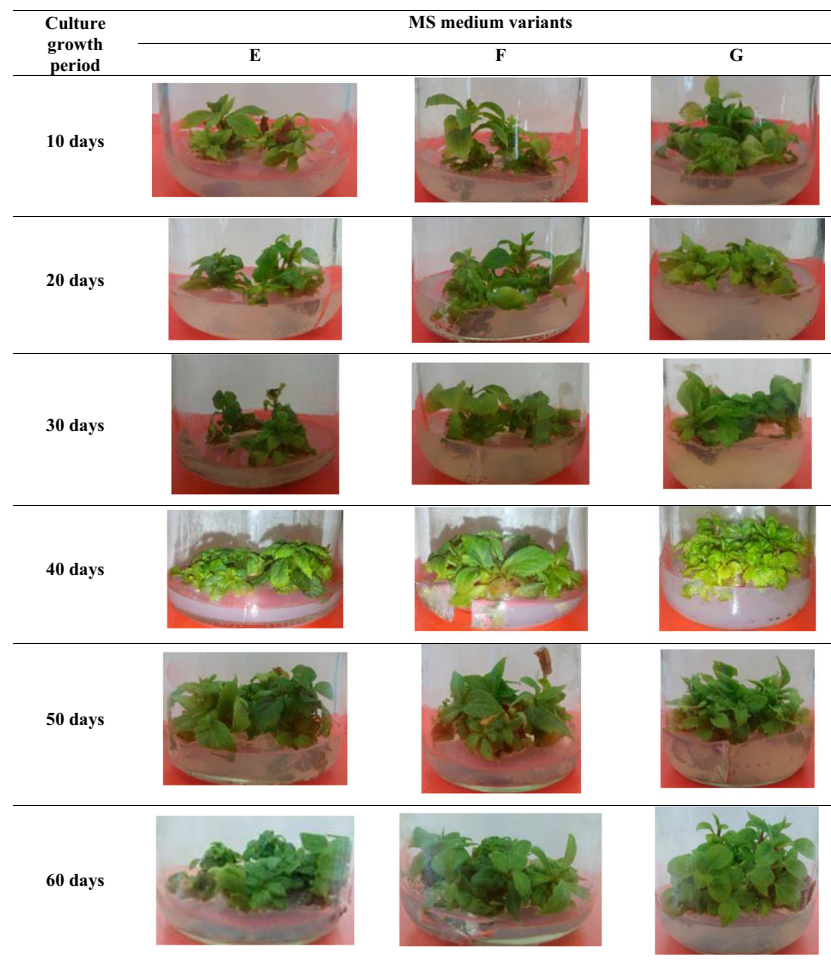 Culture
growth
period
MS medium variants
E F G
10 days
20 days
30 days
40 days
50 days
60 days